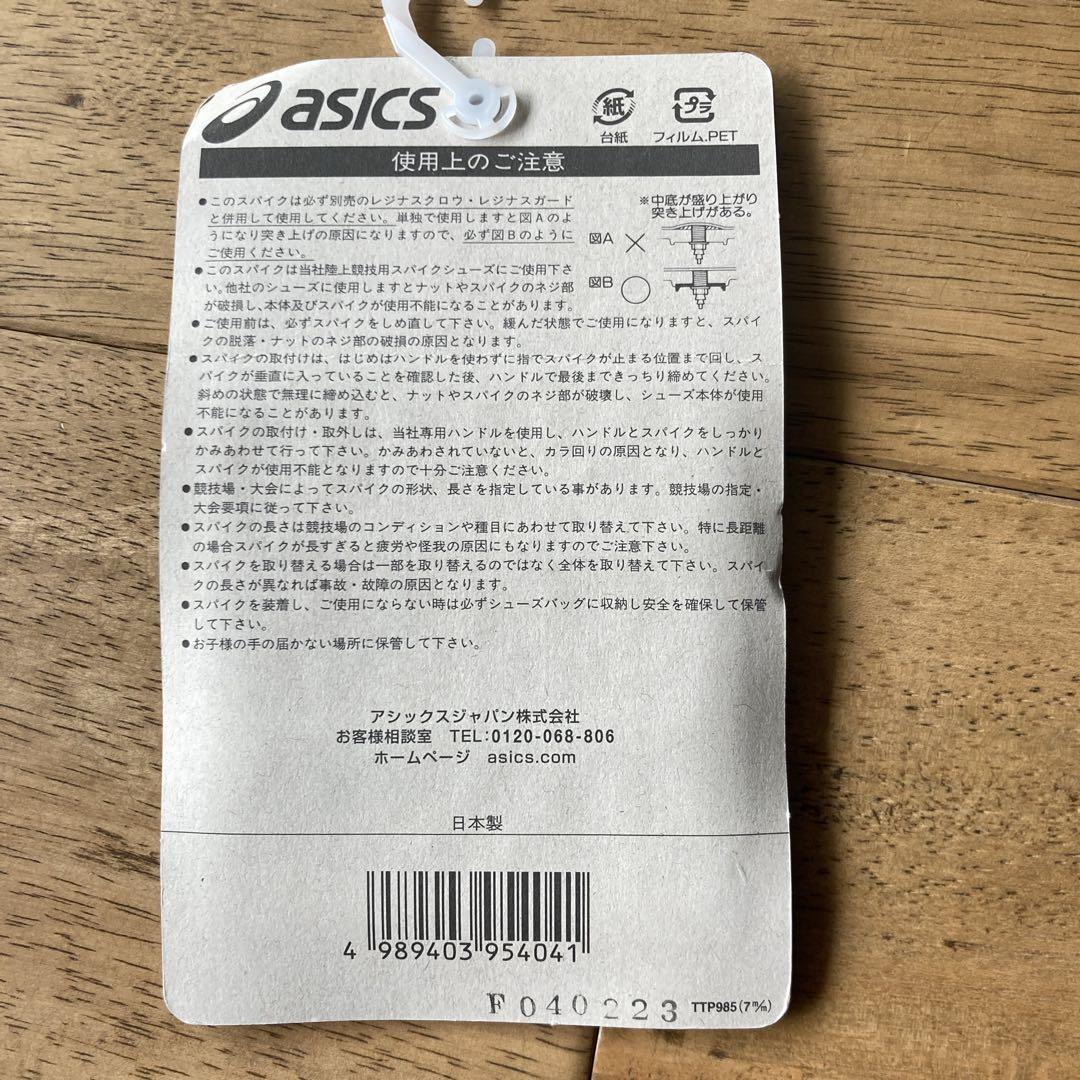 asics
紙
プラ
台紙
フィルム.PET
使用上のご注意
●このスパイクは必ず別売のレジナスクロウ・レジナスガード
と併用して使用してください。単独で使用しますと図Aのよ
うになり突き上げの原因になりますので、必ず図Bのように
ご使用ください。
※中底が盛り上がり
突き上げがある。
図A ×
図B ○
●このスパイクは当社陸上競技用スパイクシューズにご使用下さ
い。他社のシューズに使用しますとナットやスパイクのネジ部
が破損し、本体及びスパイクが使用不能になることがあります。
●ご使用前は、必ずスパイクをしめ直して下さい。緩んだ状態でご使用になりますと、スパイ
クの脱落・ナットのネジ部の破損の原因となります。
●スパイクの取付けは、はじめはハンドルを使わずに指でスパイクが止まる位置まで回し、ス
パイクが垂直に入っていることを確認した後、ハンドルで最後まできっちり締めてください。
斜めの状態で無理に締め込むと、ナットやスパイクのネジ部が破壊し、シューズ本体が使用
不能になることがあります。
●スパイクの取付け・取外しは、当社専用ハンドルを使用し、ハンドルとスパイクをしっかり
かみあわせて行って下さい。かみあわされていないと、カラ回りの原因となり、ハンドルと
スパイクが使用不能となりますので十分ご注意ください。
●競技場・大会によってスパイクの形状、長さを指定している事があります。競技場の指定・
大会要項に従って下さい。
●スパイクの長さは競技場のコンディションや種目にあわせて取り替えて下さい。特に長距離
の場合スパイクが長すぎると疲労や怪我の原因にもなりますのでご注意下さい。
●スパイクを取り替える場合は一部を取り替えるのではなく全体を取り替えて下さい。スパイ
クの長さが異なれば事故・故障の原因となります。
●スパイクを装着し、ご使用にならない時は必ずシューズバッグに収納し安全を確保して保管
して下さい。
●お子様の手の届かない場所に保管して下さい。
アシックスジャパン株式会社
お客様相談室 TEL:0120-068-806
ホームページ asics.com
日本製
4 989403 954041
F 040223 TTP985(7m/m)